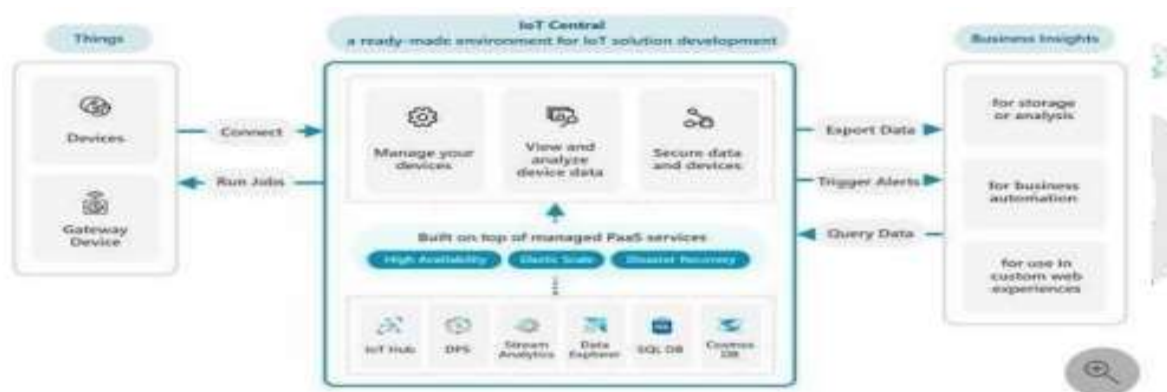 Things
Devices
Gateway
Device
Connect
Run Jobs
IoT Central
a ready-made environment for IoT solution development
Manage your
devices
View and
analyze
device data
Secure data
and devices
Built on top of managed PaaS services
High Availability
Elastic Scale
Disaster Recovery
IoT Hub
DPS
Stream
Analytics
Data
Explorer
SQL DB
Cosmos
DB
Export Data
Trigger Alerts
Query Data
Business Insights
for storage
or analysis
for business
automation
for use in
custom web
experiences